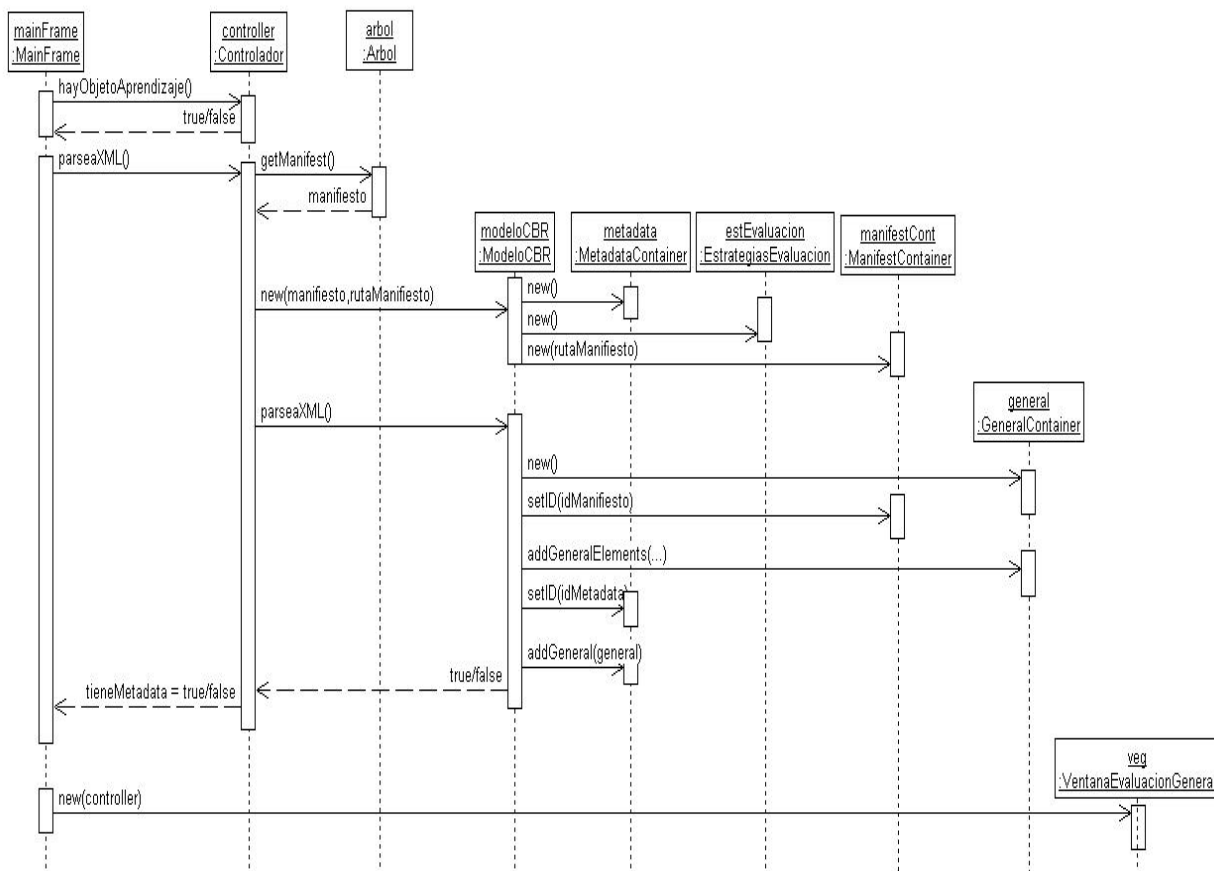 mainFrame
:MainFrame
controller
:Controlador
arbol
:Arbol
hayObjetoAprendizaje()
true/false
parseaXML()
getManifest()
manifiesto
modeloCBR
:ModeloCBR
metadata
:MetadataContainer
estEvaluacion
:EstrategiasEvaluacion
manifestCont
:ManifestContainer
new(manifiesto,rutaManifiesto)
new()
new()
new(rutaManifiesto)
general
:GeneralContainer
parseaXML()
new()
setID(idManifiesto)
addGeneralElements(...)
setID(idMetadata)
addGeneral(general)
true/false
tieneMetadata = true/false
veg
:VentanaEvaluacionGeneral
new(controller)